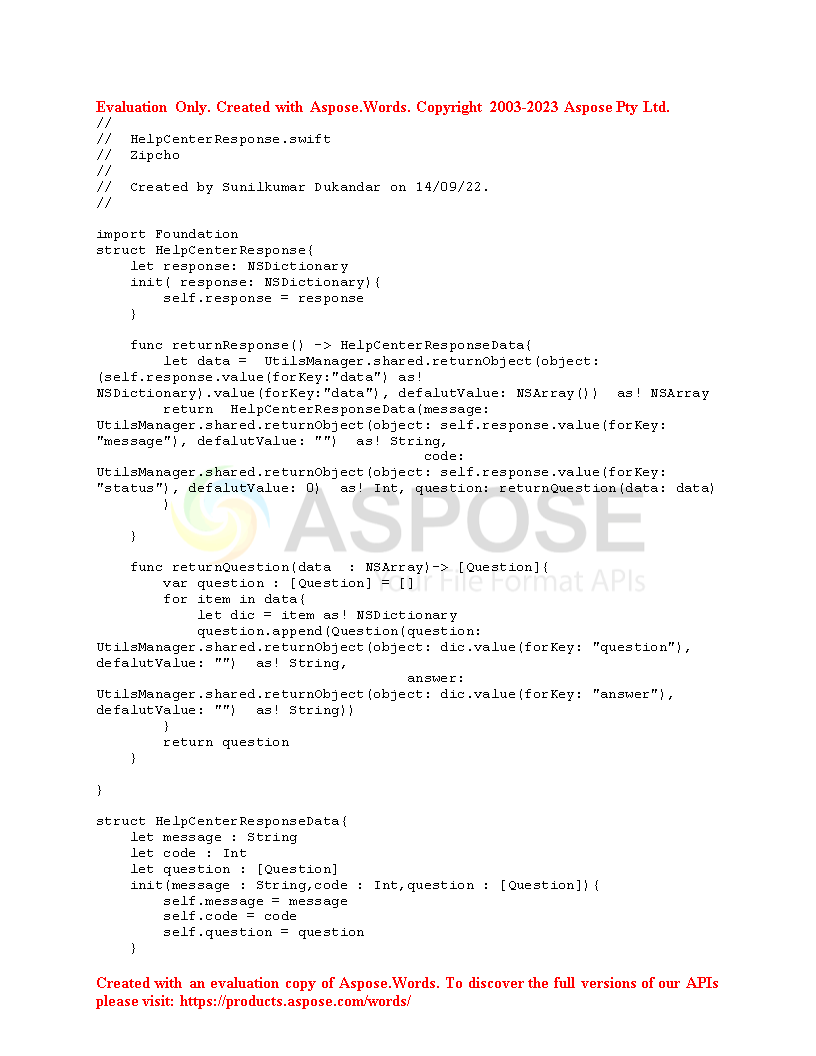 Evaluation Only. Created with Aspose.Words. Copyright 2003-2023 Aspose Pty Ltd.
//
//  HelpCenterResponse.swift
//  Zipcho
//
//  Created by Sunilkumar Dukandar on 14/09/22.
//

import Foundation
struct HelpCenterResponse{
    let response: NSDictionary
    init( response: NSDictionary){
        self.response = response
    }

    func returnResponse() -> HelpCenterResponseData{
        let data =  UtilsManager.shared.returnObject(object:
(self.response.value(forKey:"data") as!
NSDictionary).value(forKey:"data"), defalutValue: NSArray())  as! NSArray
        return  HelpCenterResponseData(message:
UtilsManager.shared.returnObject(object: self.response.value(forKey:
"message"), defalutValue: "")  as! String,
                                       code:
UtilsManager.shared.returnObject(object: self.response.value(forKey:
"status"), defalutValue: 0)  as! Int, question: returnQuestion(data: data)
        )
ASPOSE
    }

    func returnQuestion(data  : NSArray)-> [Question]{
        var question : [Question] = []
Your File Format APIs
        for item in data{
            let dic = item as! NSDictionary
            question.append(Question(question:
UtilsManager.shared.returnObject(object: dic.value(forKey: "question"),
defalutValue: "")  as! String,
                                     answer:
UtilsManager.shared.returnObject(object: dic.value(forKey: "answer"),
defalutValue: "")  as! String))
        }
        return question
    }

}

struct HelpCenterResponseData{
    let message : String
    let code : Int
    let question : [Question]
    init(message : String,code : Int,question : [Question]){
        self.message = message
        self.code = code
        self.question = question
    }
Created with an evaluation copy of Aspose.Words. To discover the full versions of our APIs
please visit: https://products.aspose.com/words/